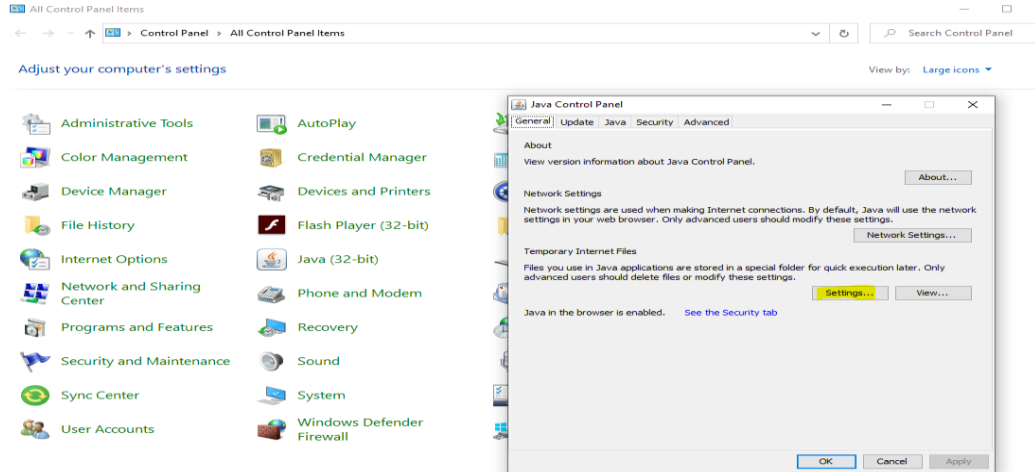 All Control Panel Items
Control Panel › All Control Panel Items
Search Control Panel
Adjust your computer's settings
View by: Large icons
Administrative Tools
AutoPlay
Color Management
Credential Manager
Device Manager
Devices and Printers
File History
Flash Player (32-bit)
Internet Options
Java (32-bit)
Network and Sharing
Center
Phone and Modem
Programs and Features
Recovery
Security and Maintenance
Sound
Sync Center
System
User Accounts
Windows Defender
Firewall
Java Control Panel
General Update Java Security Advanced
About
View version information about Java Control Panel.
About...
Network Settings
Network settings are used when making Internet connections. By default, Java will use the network
settings in your web browser. Only advanced users should modify these settings.
Network Settings...
Temporary Internet Files
Files you use in Java applications are stored in a special folder for quick execution later. Only
advanced users should delete files or modify these settings.
Settings... View...
Java in the browser is enabled. See the Security tab
OK Cancel Apply